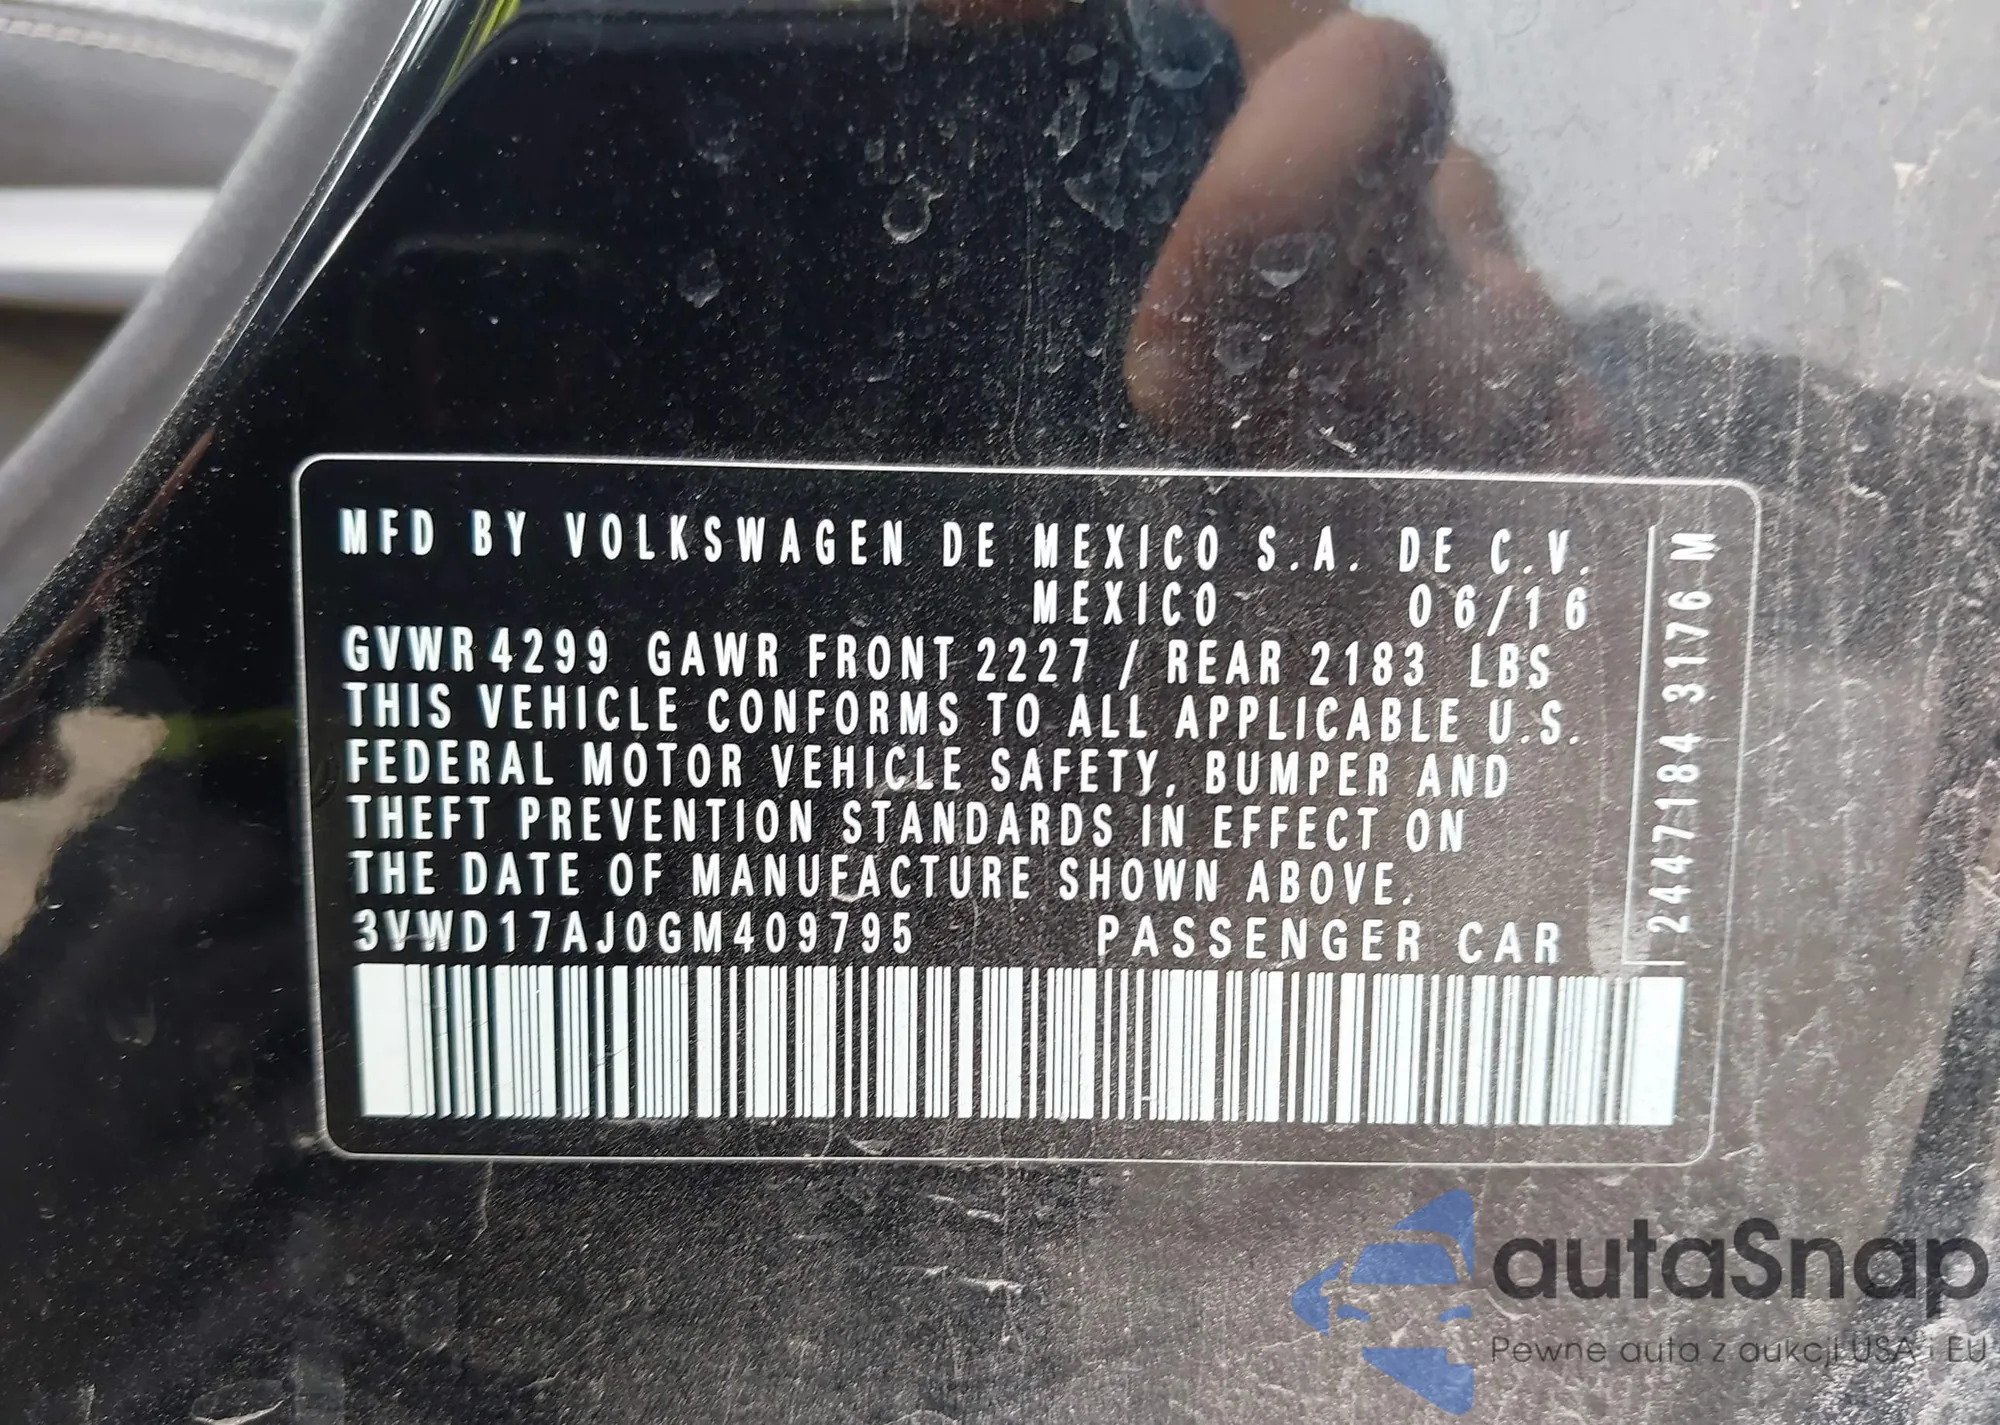 MFD BY VOLKSWAGEN DE MEXICO S.A. DE C.V.
MEXICO 06/16
GVWR 4299 GAWR FRONT 2227 / REAR 2183 LBS
THIS VEHICLE CONFORMS TO ALL APPLICABLE U.S.
FEDERAL MOTOR VEHICLE SAFETY, BUMPER AND
THEFT PREVENTION STANDARDS IN EFFECT ON
THE DATE OF MANUFACTURE SHOWN ABOVE.
3VWD17AJ0GM409795 PASSENGER CAR
2447184 3176 M
autaSnap
Pewne auta z aukcji USA i EU